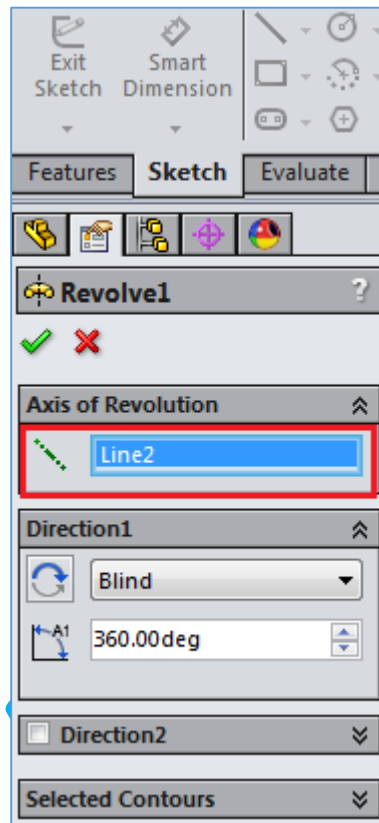 Exit Sketch
Smart Dimension
Features Sketch Evaluate
Revolve1 ?
Axis of Revolution
Line2
Direction1
Blind
A1
360.00deg
Direction2
Selected Contours